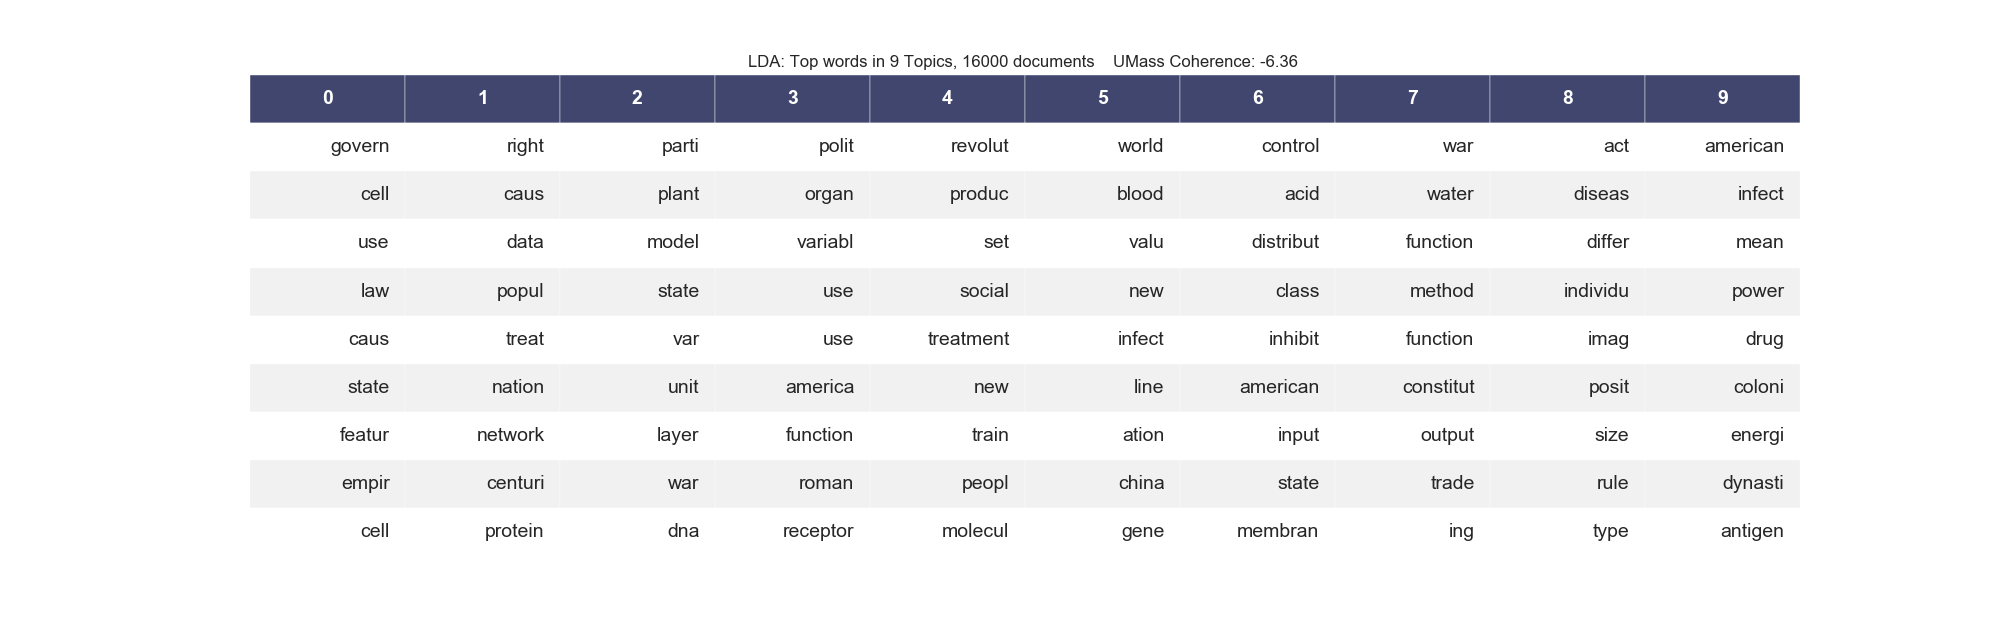 LDA: Top words in 9 Topics, 16000 documents    UMass Coherence: -6.36
0 1 2 3 4 5 6 7 8 9
govern right parti polit revolut world control war act american
cell caus plant organ produc blood acid water diseas infect
use data model variabl set valu distribut function differ mean
law popul state use social new class method individu power
caus treat var use treatment infect inhibit function imag drug
state nation unit america new line american constitut posit coloni
featur network layer function train ation input output size energi
empir centuri war roman peopl china state trade rule dynasti
cell protein dna receptor molecul gene membran ing type antigen